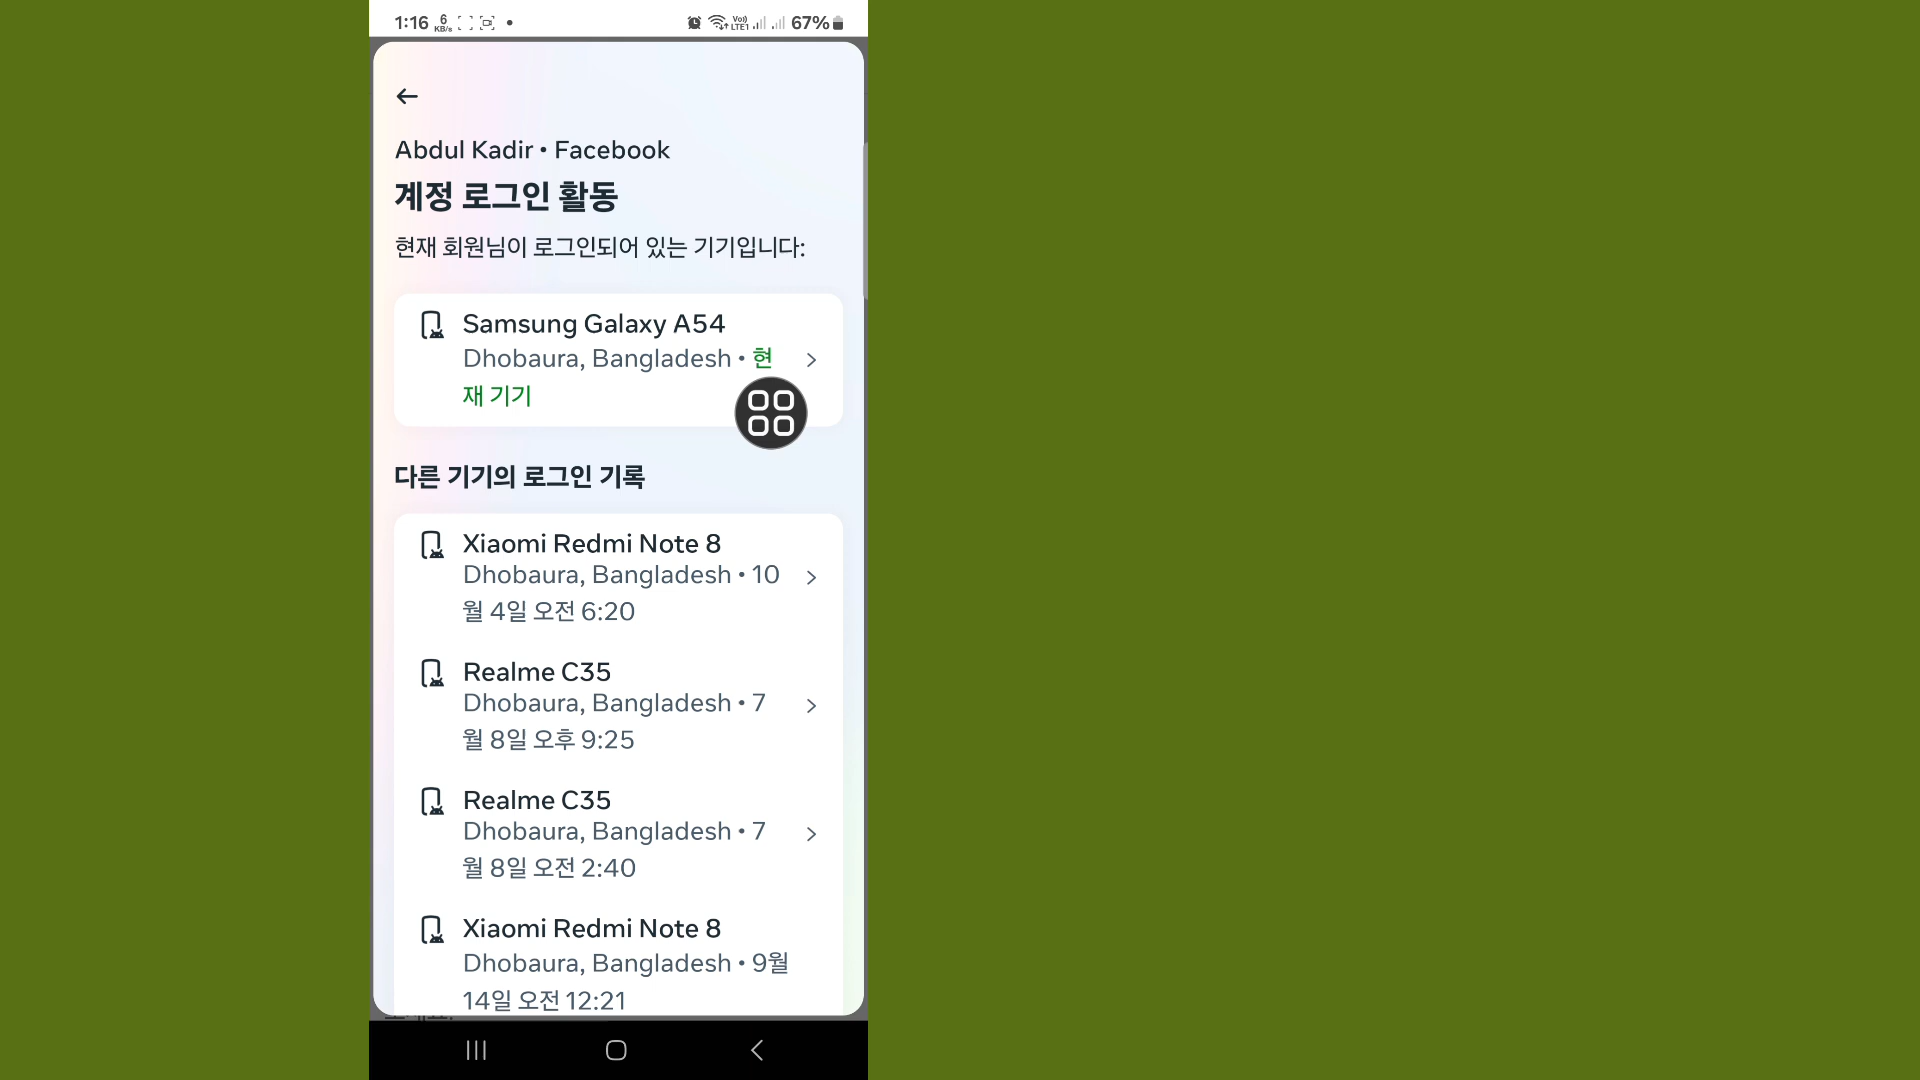 1:16 6 KB/s Vo) LTE1 67%
Abdul Kadir • Facebook
계정 로그인 활동
현재 회원님이 로그인되어 있는 기기입니다:
Samsung Galaxy A54
Dhobaura, Bangladesh • 현
재 기기
다른 기기의 로그인 기록
Xiaomi Redmi Note 8
Dhobaura, Bangladesh • 10
월 4일 오전 6:20
Realme C35
Dhobaura, Bangladesh • 7
월 8일 오후 9:25
Realme C35
Dhobaura, Bangladesh • 7
월 8일 오전 2:40
Xiaomi Redmi Note 8
Dhobaura, Bangladesh • 9월
14일 오전 12:21